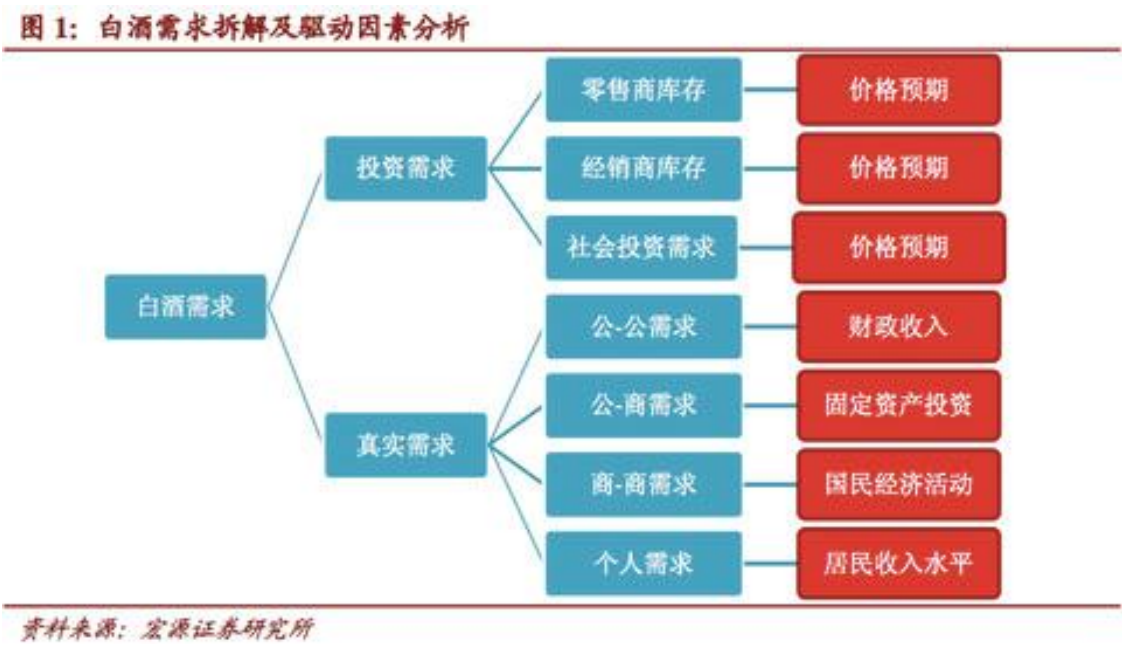 图 1：白酒需求拆解及驱动因素分析
零售商库存
价格预期
投资需求
经销商库存
价格预期
社会投资需求
价格预期
白酒需求
公-公需求
财政收入
公-商需求
固定资产投资
真实需求
商-商需求
国民经济活动
个人需求
居民收入水平
资料来源：宏源证券研究所